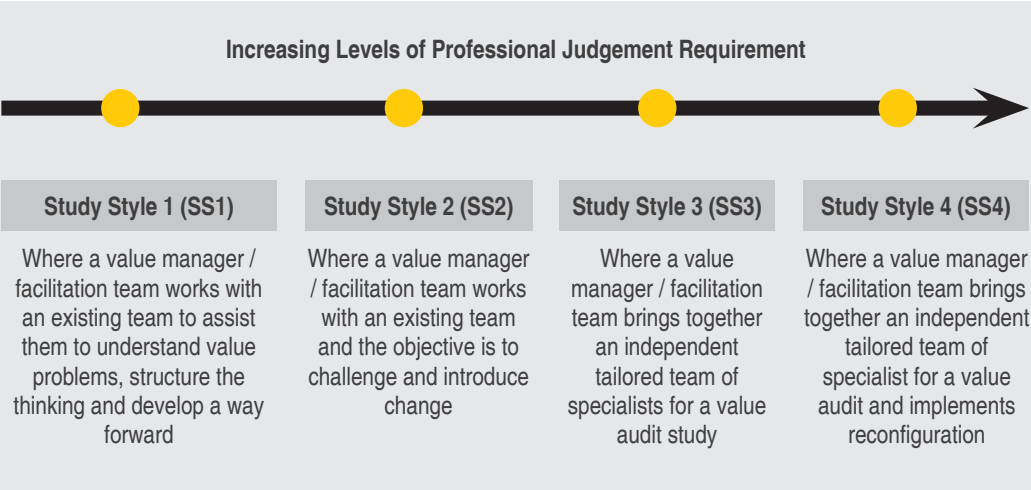 Increasing Levels of Professional Judgement Requirement
Study Style 1 (SS1)
Where a value manager /
facilitation team works with
an existing team to assist
them to understand value
problems, structure the
thinking and develop a way
forward
Study Style 2 (SS2)
Where a value manager
/ facilitation team works
with an existing team
and the objective is to
challenge and introduce
change
Study Style 3 (SS3)
Where a value
manager / facilitation
team brings together
an independent
tailored team of
specialists for a value
audit study
Study Style 4 (SS4)
Where a value manager
/ facilitation team brings
together an independent
tailored team of
specialist for a value
audit and implements
reconfiguration